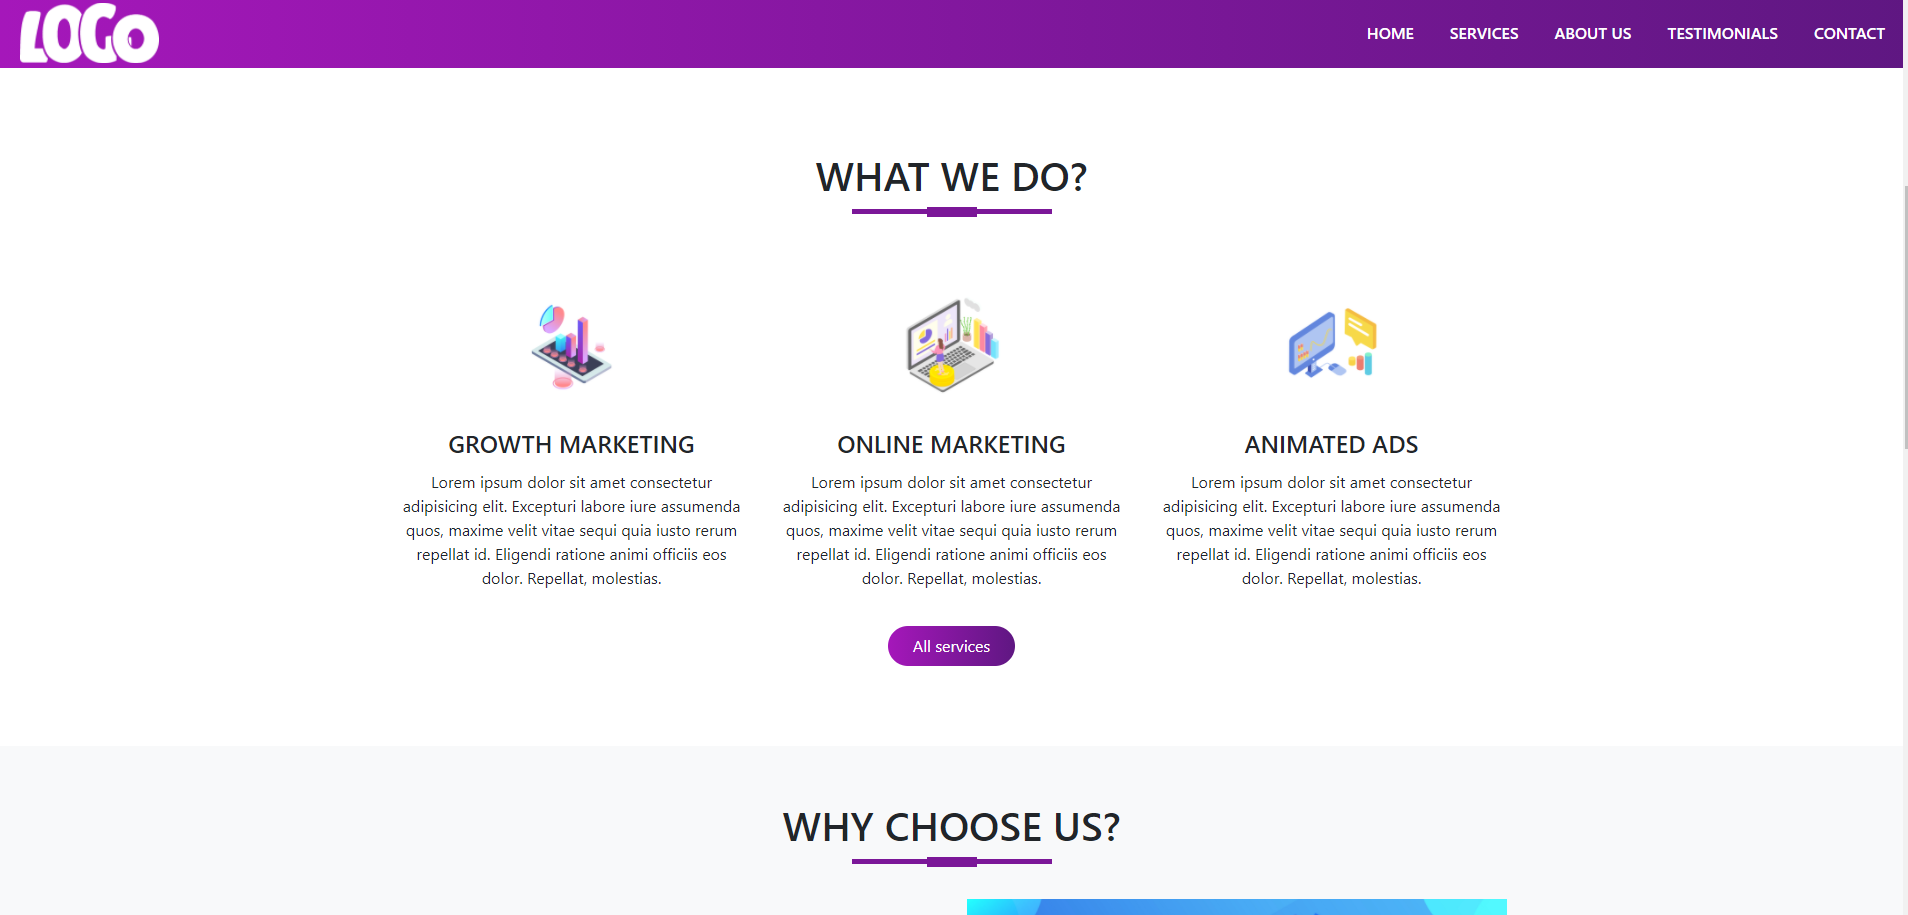 LOGO
HOME SERVICES ABOUT US TESTIMONIALS CONTACT
WHAT WE DO?
GROWTH MARKETING
Lorem ipsum dolor sit amet consectetur
adipisicing elit. Excepturi labore iure assumenda
quos, maxime velit vitae sequi quia iusto rerum
repellat id. Eligendi ratione animi officiis eos
dolor. Repellat, molestias.
ONLINE MARKETING
Lorem ipsum dolor sit amet consectetur
adipisicing elit. Excepturi labore iure assumenda
quos, maxime velit vitae sequi quia iusto rerum
repellat id. Eligendi ratione animi officiis eos
dolor. Repellat, molestias.
ANIMATED ADS
Lorem ipsum dolor sit amet consectetur
adipisicing elit. Excepturi labore iure assumenda
quos, maxime velit vitae sequi quia iusto rerum
repellat id. Eligendi ratione animi officiis eos
dolor. Repellat, molestias.
All services
WHY CHOOSE US?